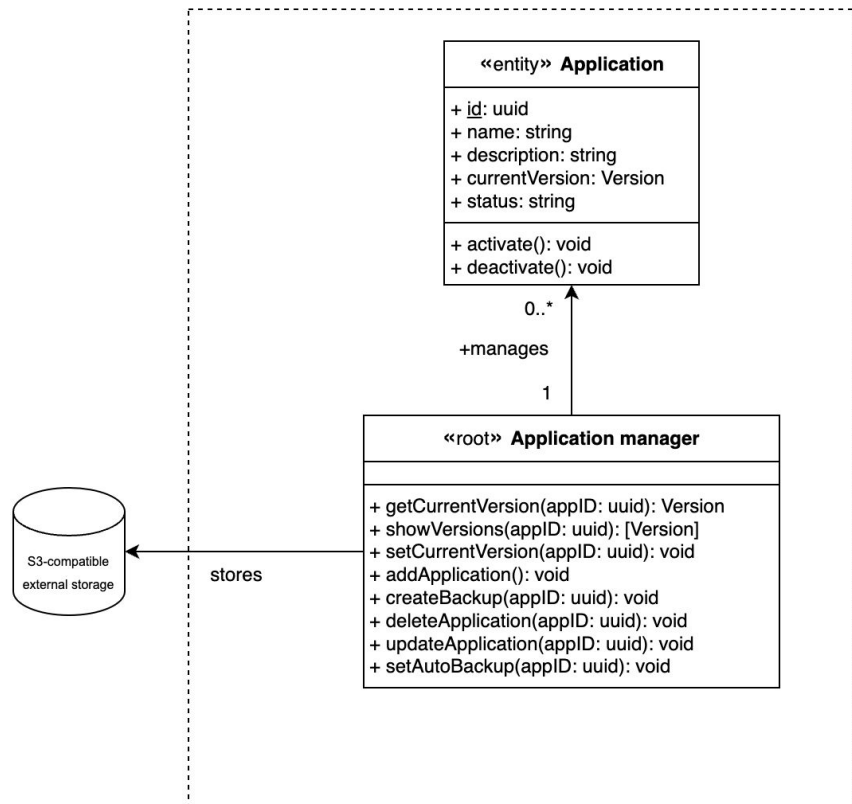 «entity» Application
+ id: uuid
+ name: string
+ description: string
+ currentVersion: Version
+ status: string
+ activate(): void
+ deactivate(): void
0..*
+manages
1
«root» Application manager
+ getCurrentVersion(appID: uuid): Version
+ showVersions(appID: uuid): [Version]
+ setCurrentVersion(appID: uuid): void
+ addApplication(): void
+ createBackup(appID: uuid): void
+ deleteApplication(appID: uuid): void
+ updateApplication(appID: uuid): void
+ setAutoBackup(appID: uuid): void
stores
S3-compatible
external storage